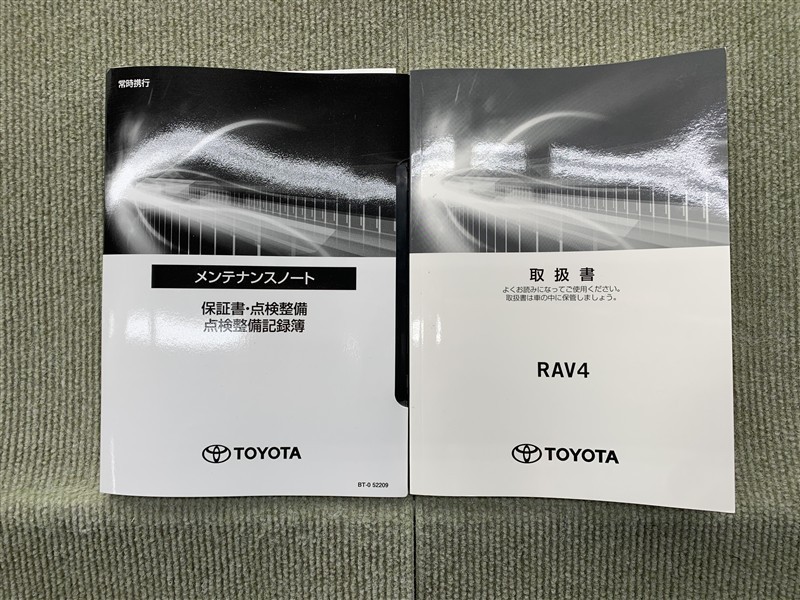 常時携行
メンテナンスノート
保証書・点検整備
点検整備記録簿
TOYOTA
BT-0 52209
取扱書
よくお読みになってご使用ください。
取扱書は車の中に保管しましょう。
RAV4
TOYOTA